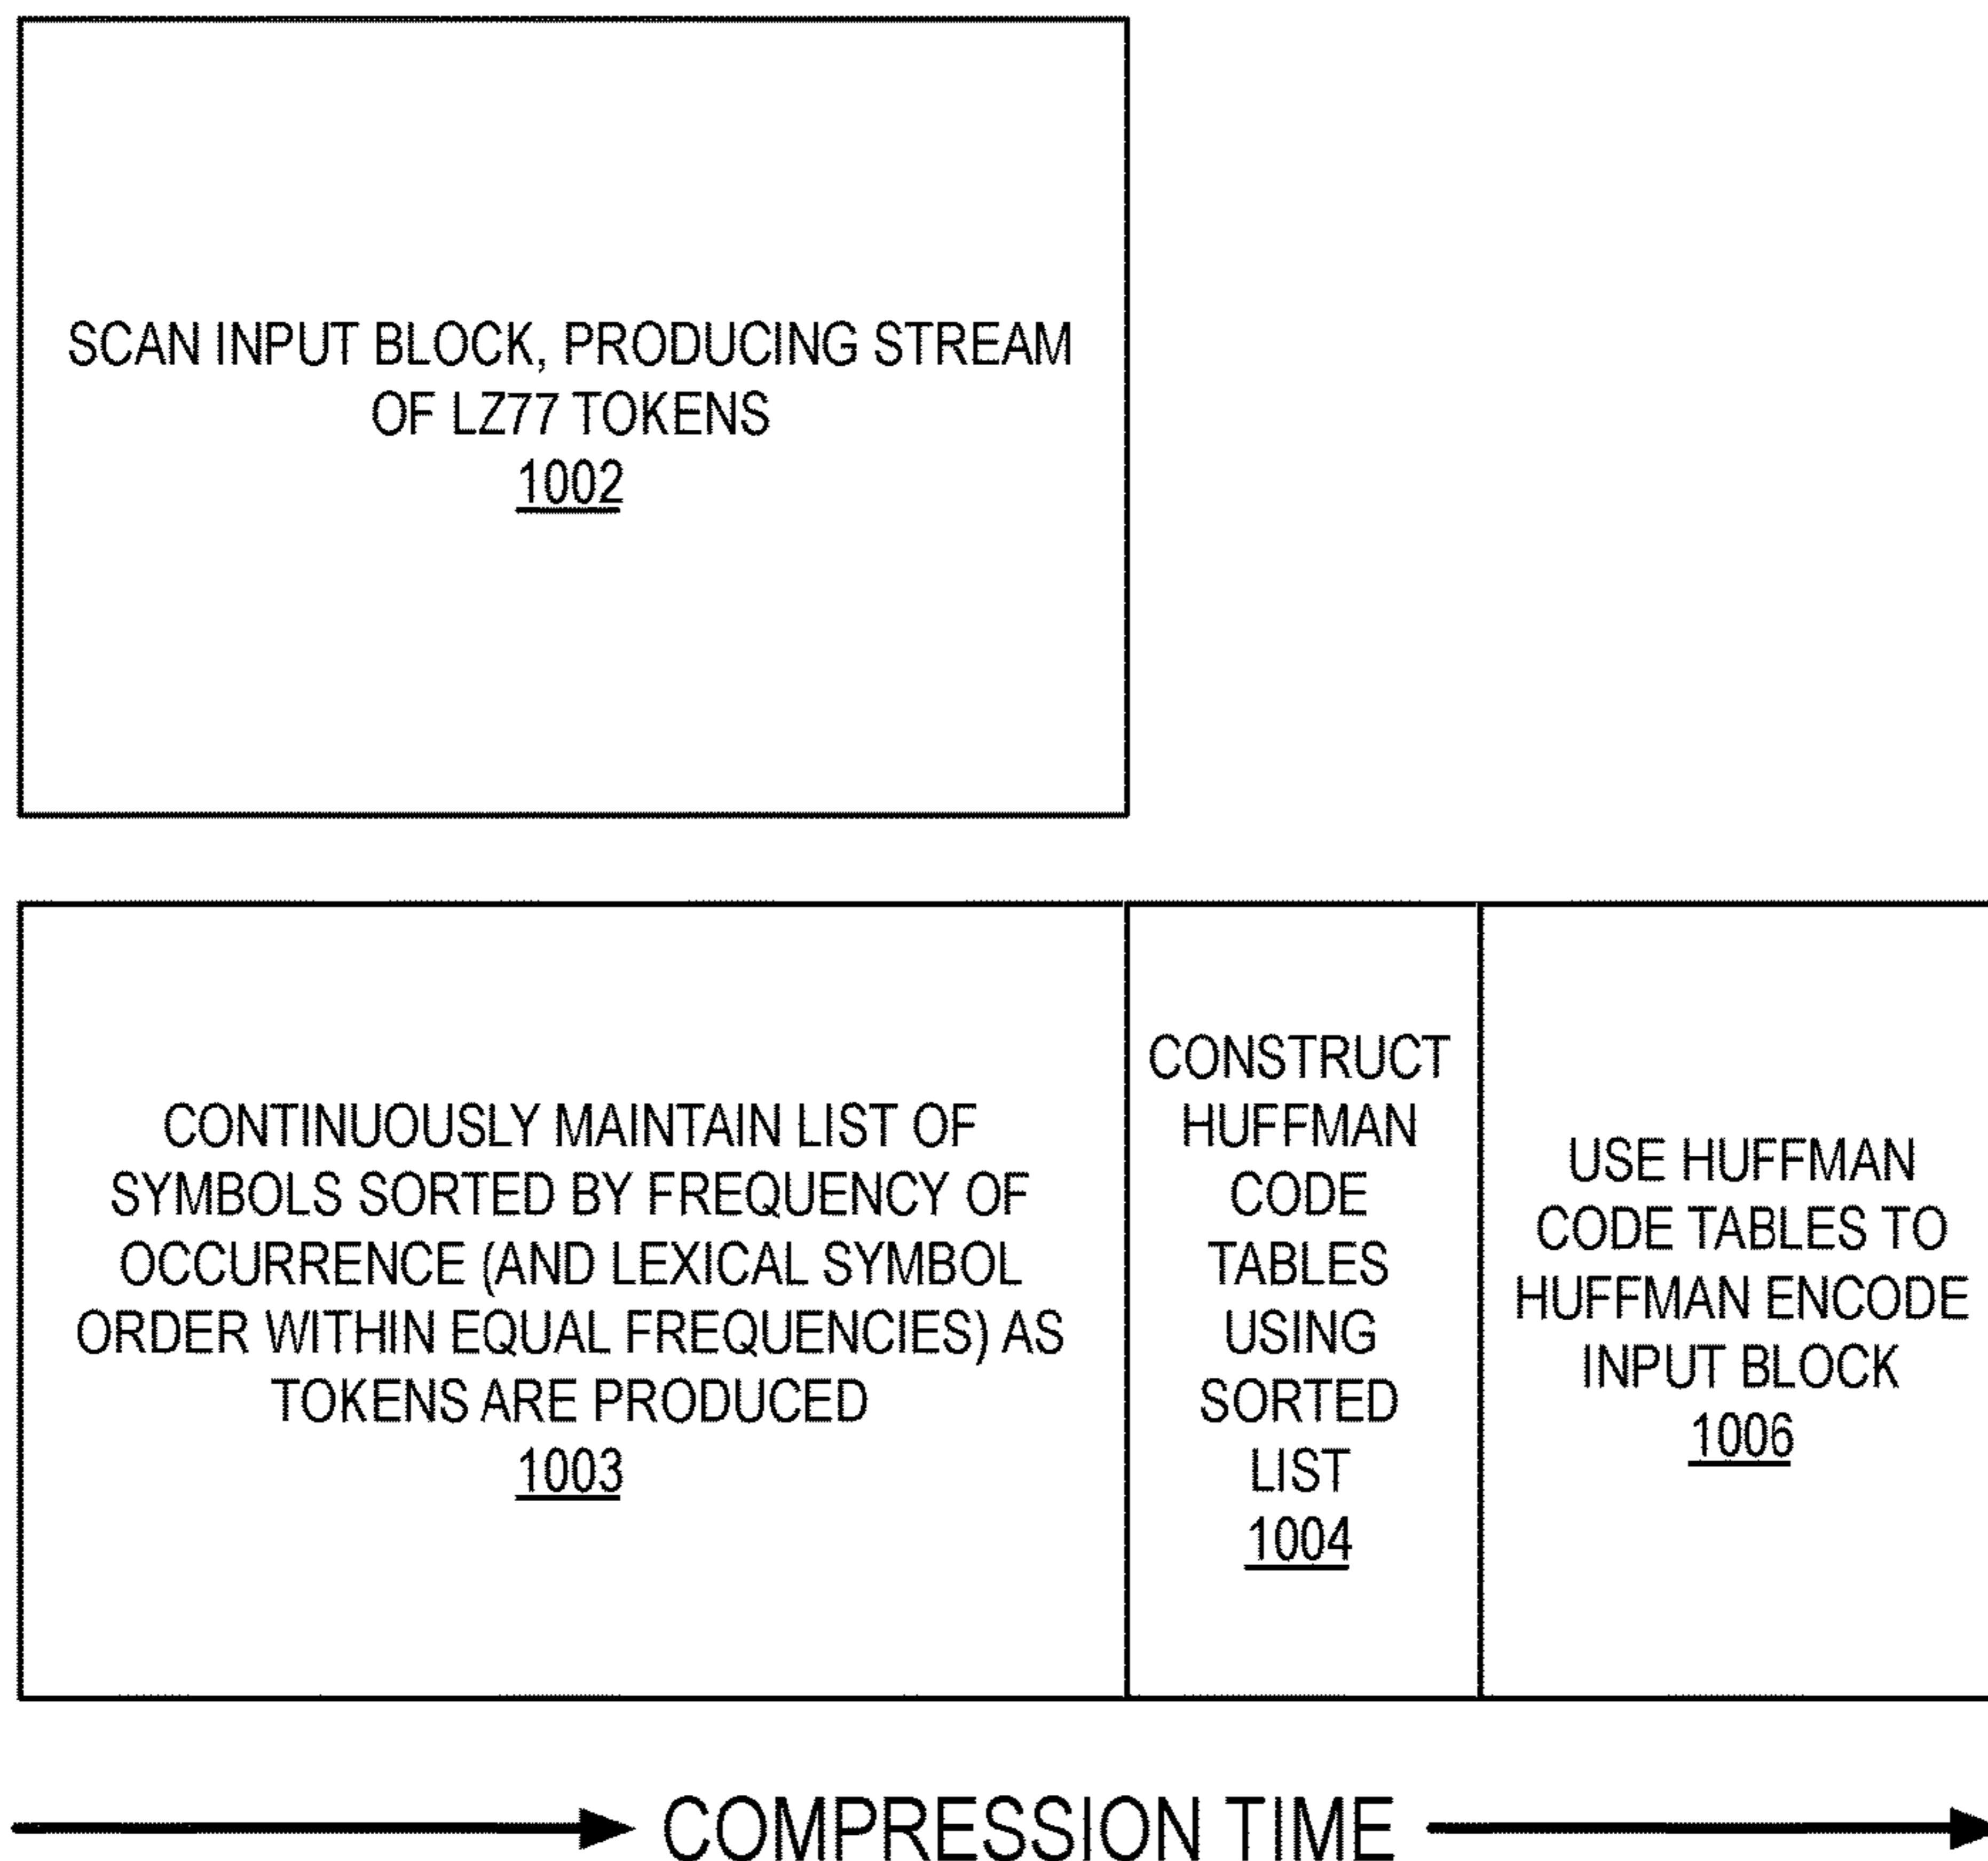 SCAN INPUT BLOCK, PRODUCING STREAM
OF LZ77 TOKENS
1002
CONTINUOUSLY MAINTAIN LIST OF
SYMBOLS SORTED BY FREQUENCY OF
OCCURRENCE (AND LEXICAL SYMBOL
ORDER WITHIN EQUAL FREQUENCIES) AS
TOKENS ARE PRODUCED
1003
CONSTRUCT
HUFFMAN
CODE
TABLES
USING
SORTED
LIST
1004
USE HUFFMAN
CODE TABLES TO
HUFFMAN ENCODE
INPUT BLOCK
1006
COMPRESSION TIME